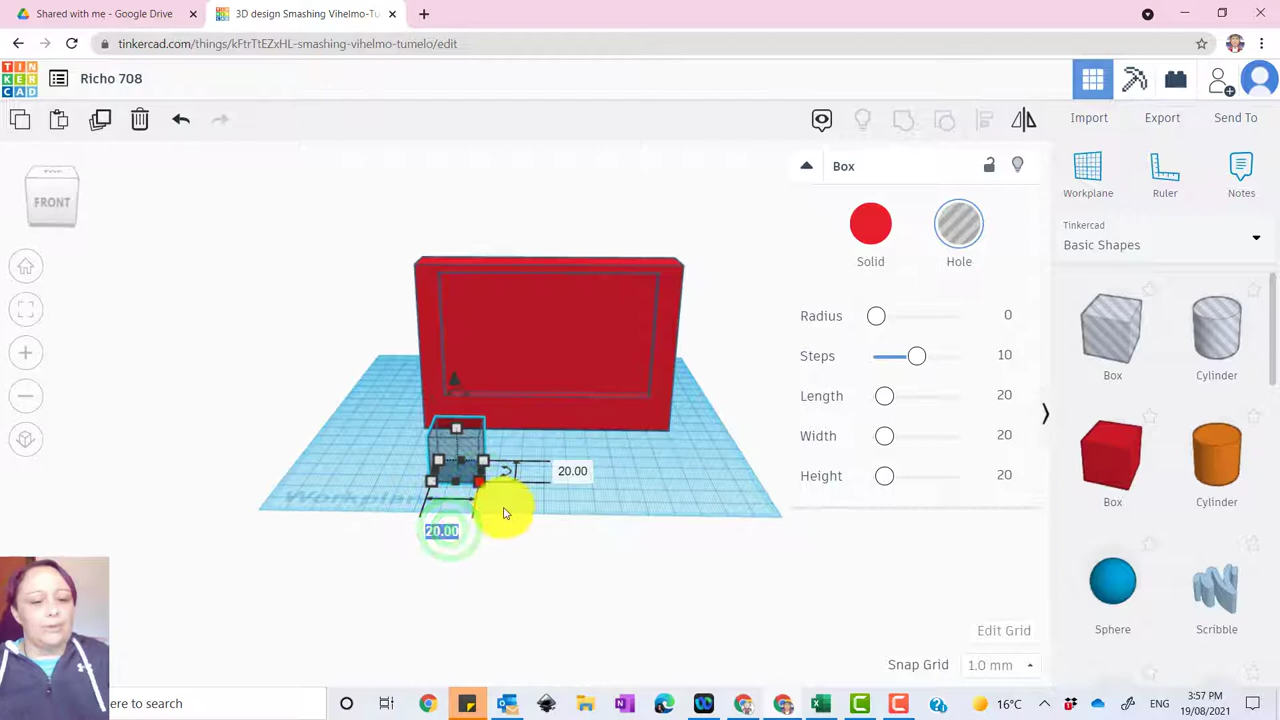 Shared with me - Google Drive
3D design Smashing Vihelmo-Tu
tinkercad.com/things/kFtrTtEZxHL-smashing-vihelmo-tumelo/edit
TIN
KER
CAD
Richo 708
Import
Export
Send To
TOP
FRONT
Box
Solid
Hole
Radius
0
Steps
10
Length
20
Width
20
Height
20
Workplane
Ruler
Notes
Tinkercad
Basic Shapes
Box
Cylinder
Box
Cylinder
Sphere
Scribble
Workplan
20.00
20.00
Edit Grid
Snap Grid
1.0 mm
ere to search
16°C
ENG
3:57 PM
19/08/2021